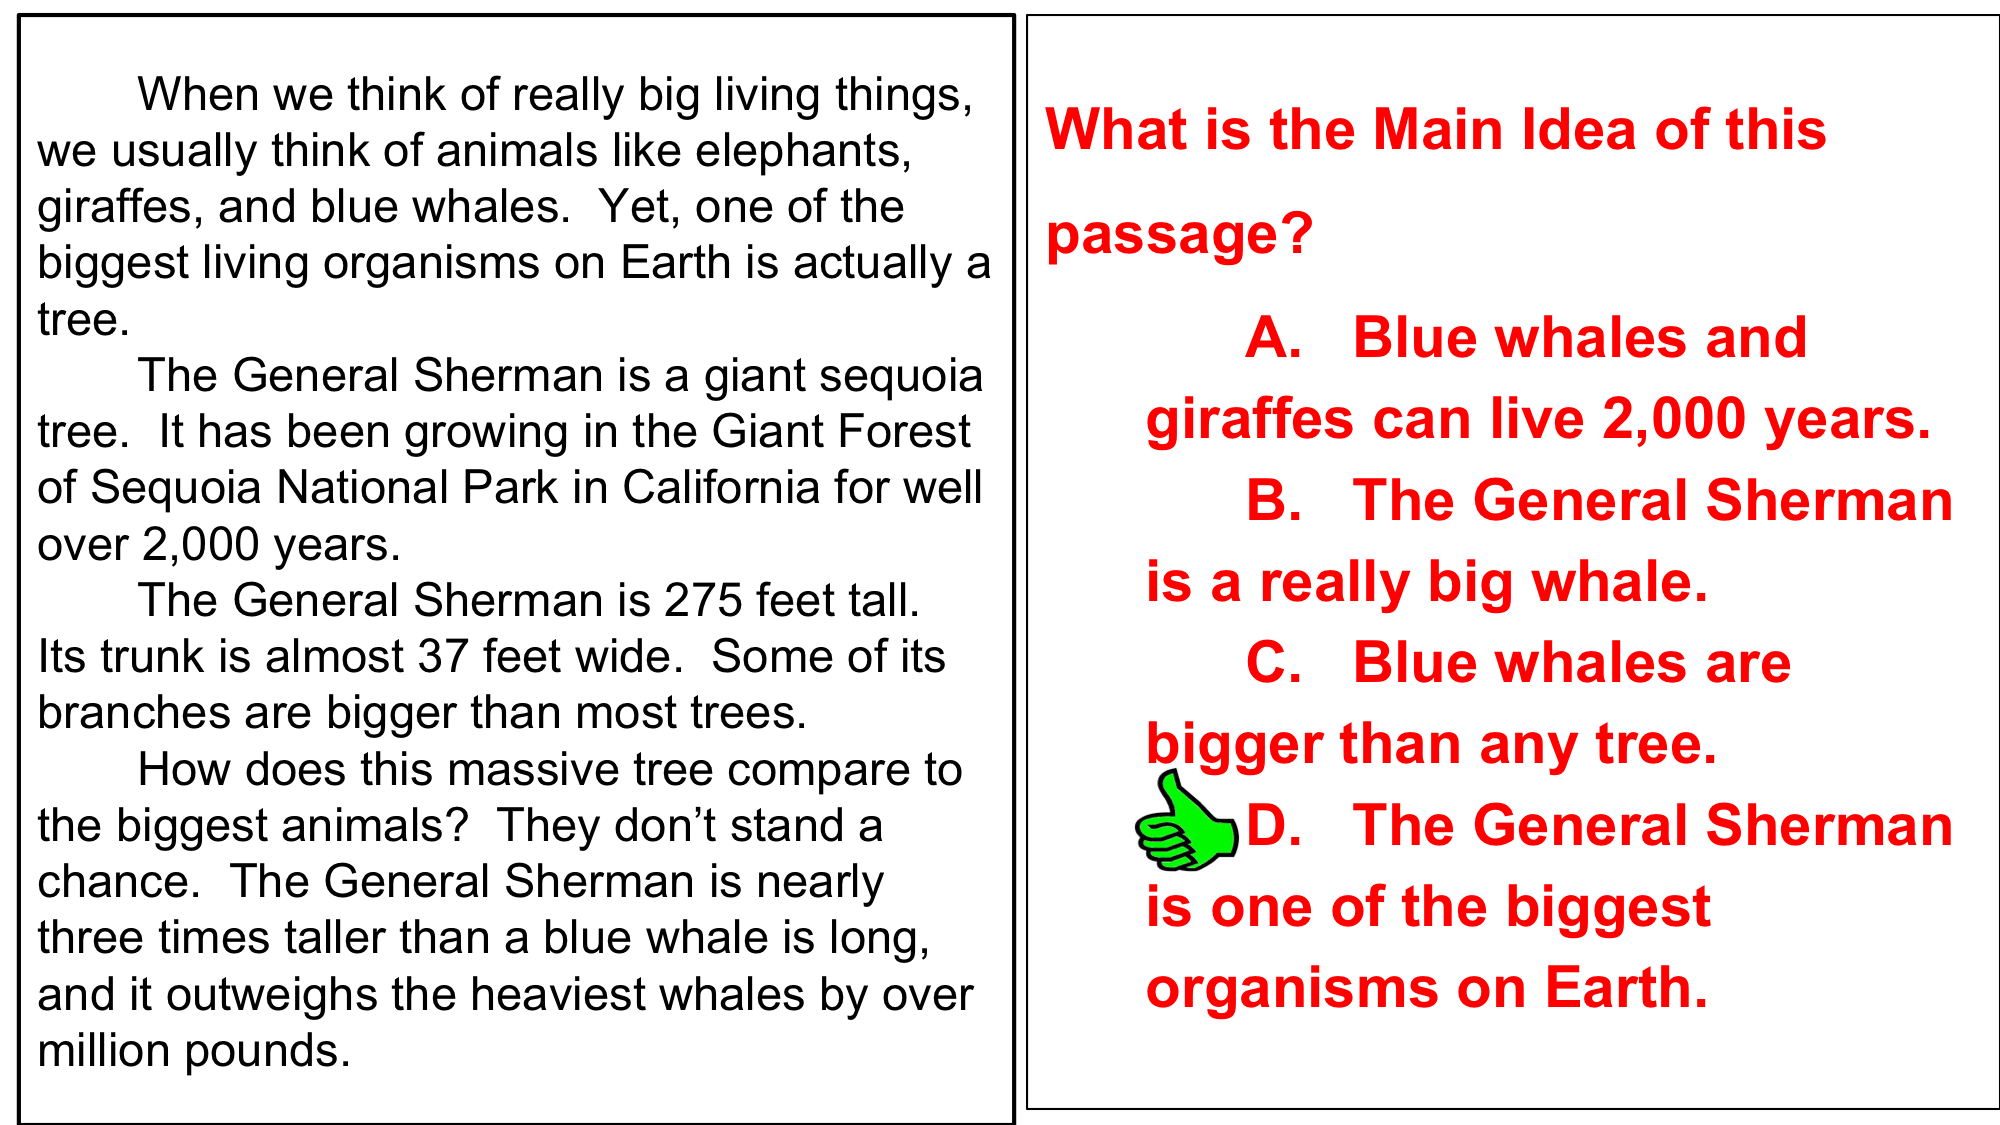 When we think of really big living things,
we usually think of animals like elephants,
giraffes, and blue whales.  Yet, one of the
biggest living organisms on Earth is actually a
tree.
The General Sherman is a giant sequoia
tree.  It has been growing in the Giant Forest
of Sequoia National Park in California for well
over 2,000 years.
The General Sherman is 275 feet tall.
Its trunk is almost 37 feet wide.  Some of its
branches are bigger than most trees.
How does this massive tree compare to
the biggest animals?  They don’t stand a
chance.  The General Sherman is nearly
three times taller than a blue whale is long,
and it outweighs the heaviest whales by over
million pounds.
What is the Main Idea of this
passage?
A.   Blue whales and
giraffes can live 2,000 years.
B.   The General Sherman
is a really big whale.
C.   Blue whales are
bigger than any tree.
D.   The General Sherman
is one of the biggest
organisms on Earth.